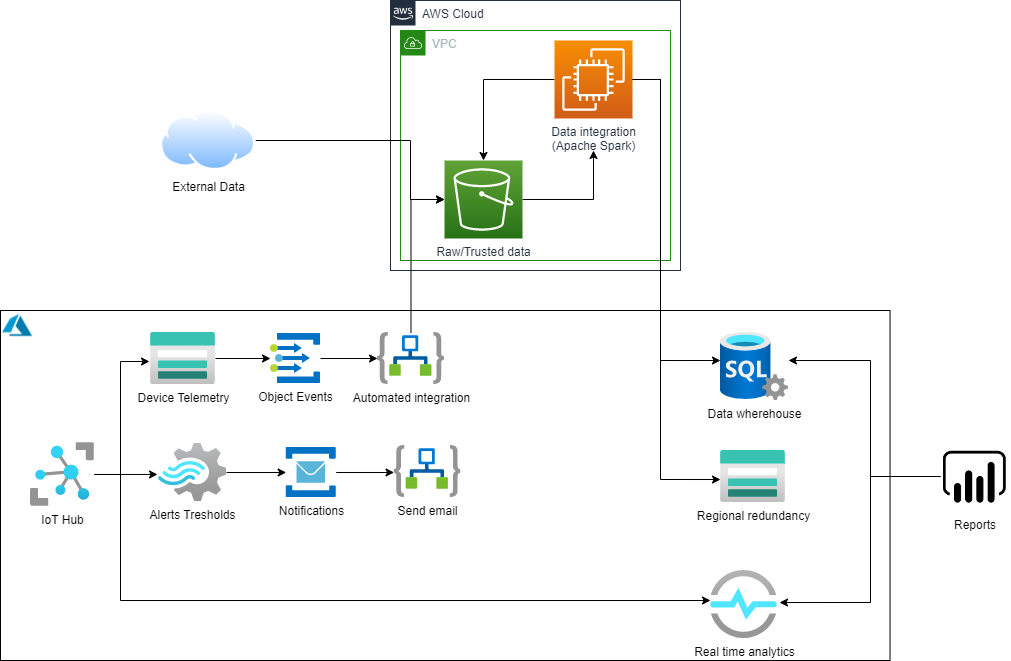 aws
AWS Cloud
VPC
Data integration
(Apache Spark)
External Data
Raw/Trusted data
Device Telemetry
Object Events
Automated integration
SQL
Data wherehouse
IoT Hub
Alerts Tresholds
Notifications
Send email
Regional redundancy
Reports
Real time analytics